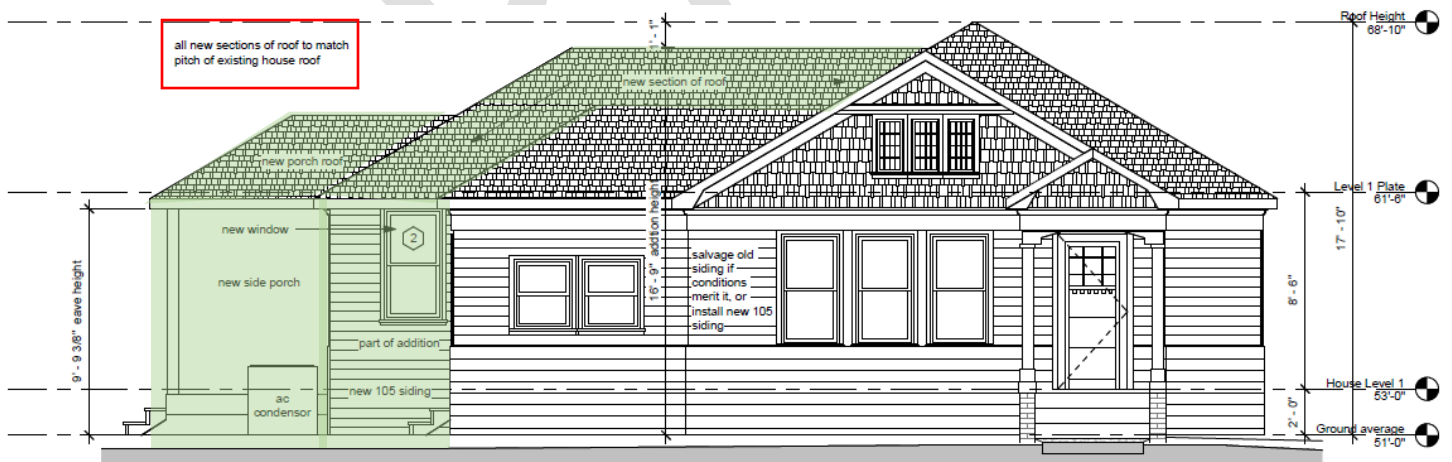 all new sections of roof to match
pitch of existing house roof
1' - 1"
Roof Height
68'-10"
new section of roof
new porch roof
Level 1 Plate
61'-6"
new window
2
new side porch
9' - 9 3/8" eave height
16' - 9" addition height
salvage old
siding if
conditions
merit it, or
install new 105
siding
17' - 10"
8' - 6"
part of addition
new 105 siding
ac
condensor
House Level 1
53'-0"
2' - 0"
Ground average
51'-0"